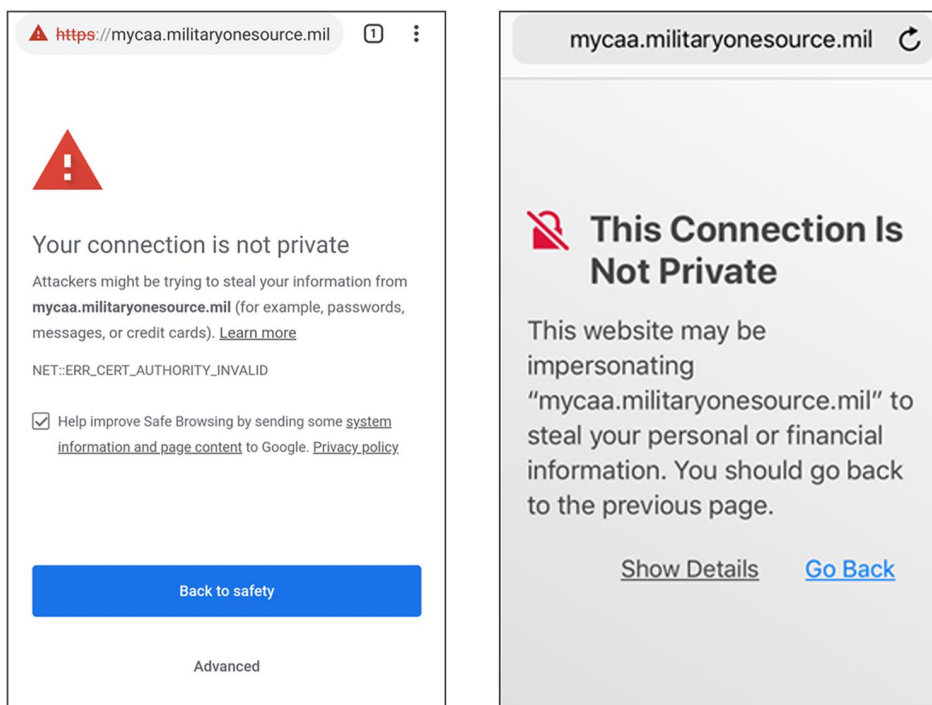 https://mycaa.militaryonesource.mil
1
Your connection is not private
Attackers might be trying to steal your information from
mycaa.militaryonesource.mil (for example, passwords,
messages, or credit cards). Learn more
NET::ERR_CERT_AUTHORITY_INVALID
Help improve Safe Browsing by sending some system
information and page content to Google. Privacy policy
Back to safety
Advanced
mycaa.militaryonesource.mil
This Connection Is
Not Private
This website may be
impersonating
“mycaa.militaryonesource.mil” to
steal your personal or financial
information. You should go back
to the previous page.
Show Details Go Back